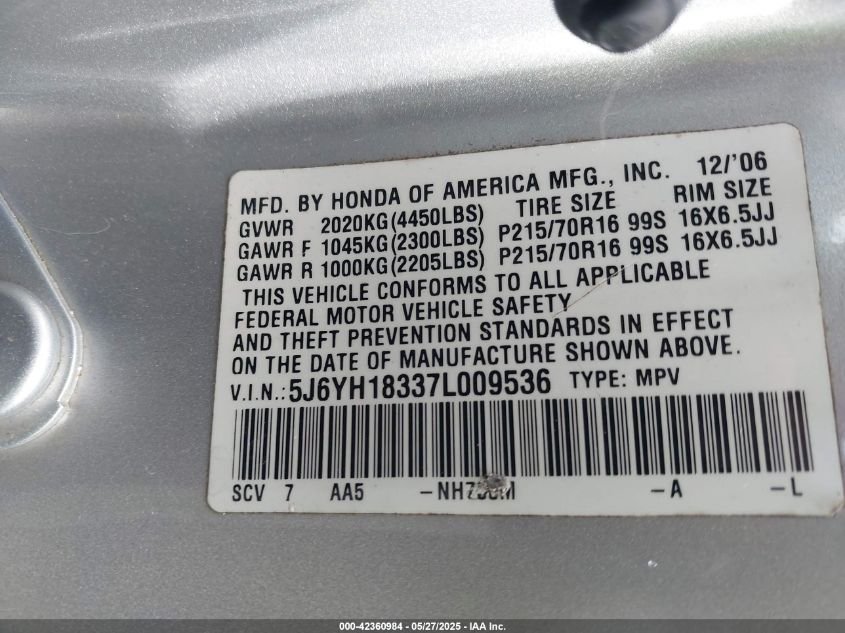 MFD. BY HONDA OF AMERICA MFG., INC. 12/'06
GVWR 2020KG(4450LBS) TIRE SIZE RIM SIZE
GAWR F 1045KG(2300LBS) P215/70R16 99S 16X6.5JJ
GAWR R 1000KG(2205LBS) P215/70R16 99S 16X6.5JJ
THIS VEHICLE CONFORMS TO ALL APPLICABLE
FEDERAL MOTOR VEHICLE SAFETY
AND THEFT PREVENTION STANDARDS IN EFFECT
ON THE DATE OF MANUFACTURE SHOWN ABOVE.
V.I.N.: 5J6YH18337L009536 TYPE: MPV
SCV 7 AA5 -A -L
000-42360984 - 05/27/2025 - IAA Inc.